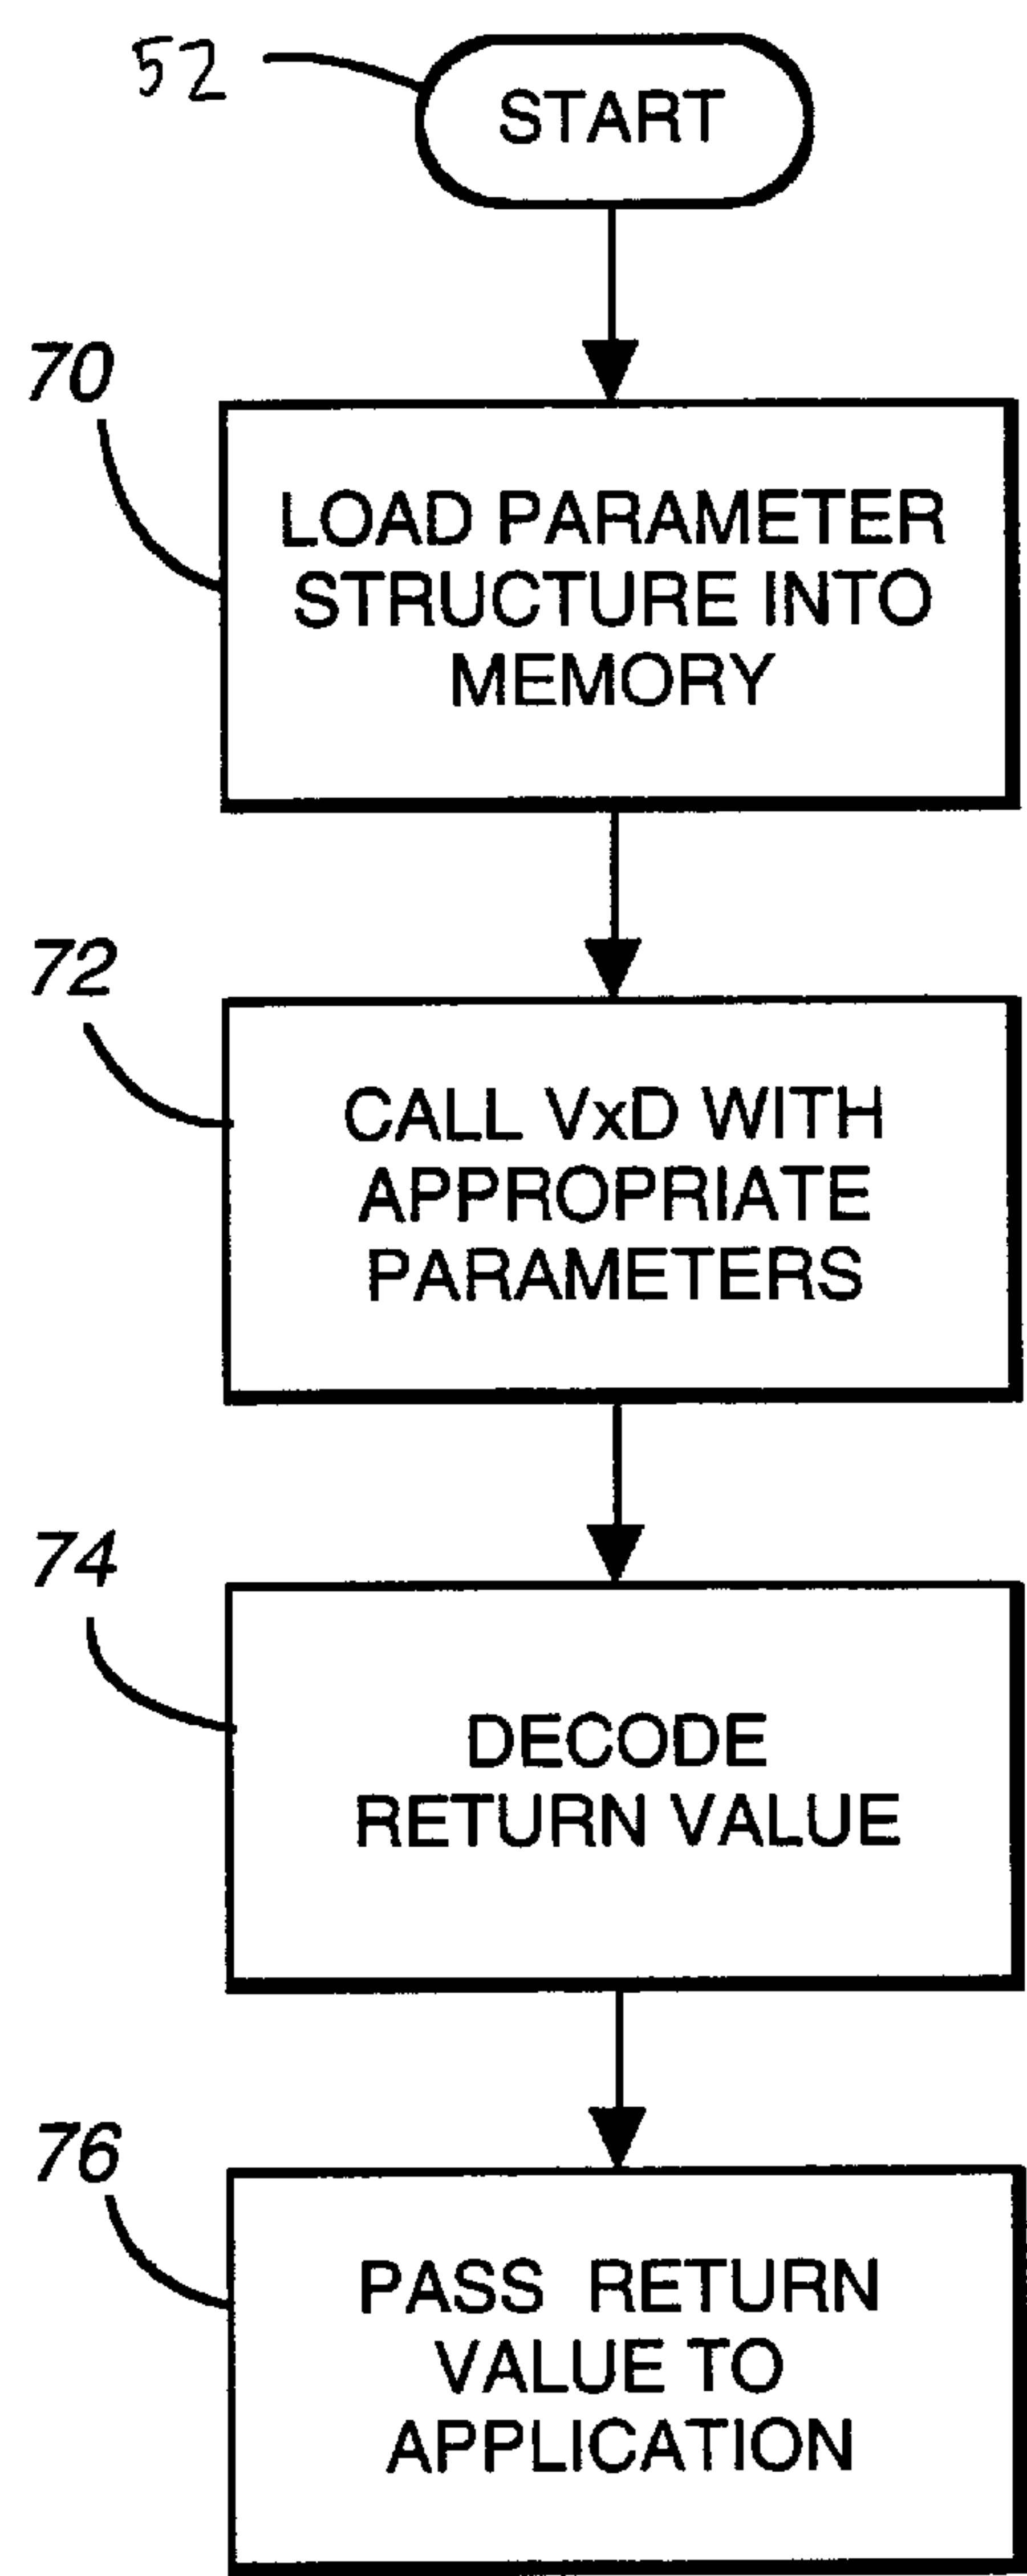 52
START
70
LOAD PARAMETER
STRUCTURE INTO
MEMORY
72
CALL VxD WITH
APPROPRIATE
PARAMETERS
74
DECODE
RETURN VALUE
76
PASS RETURN
VALUE TO
APPLICATION